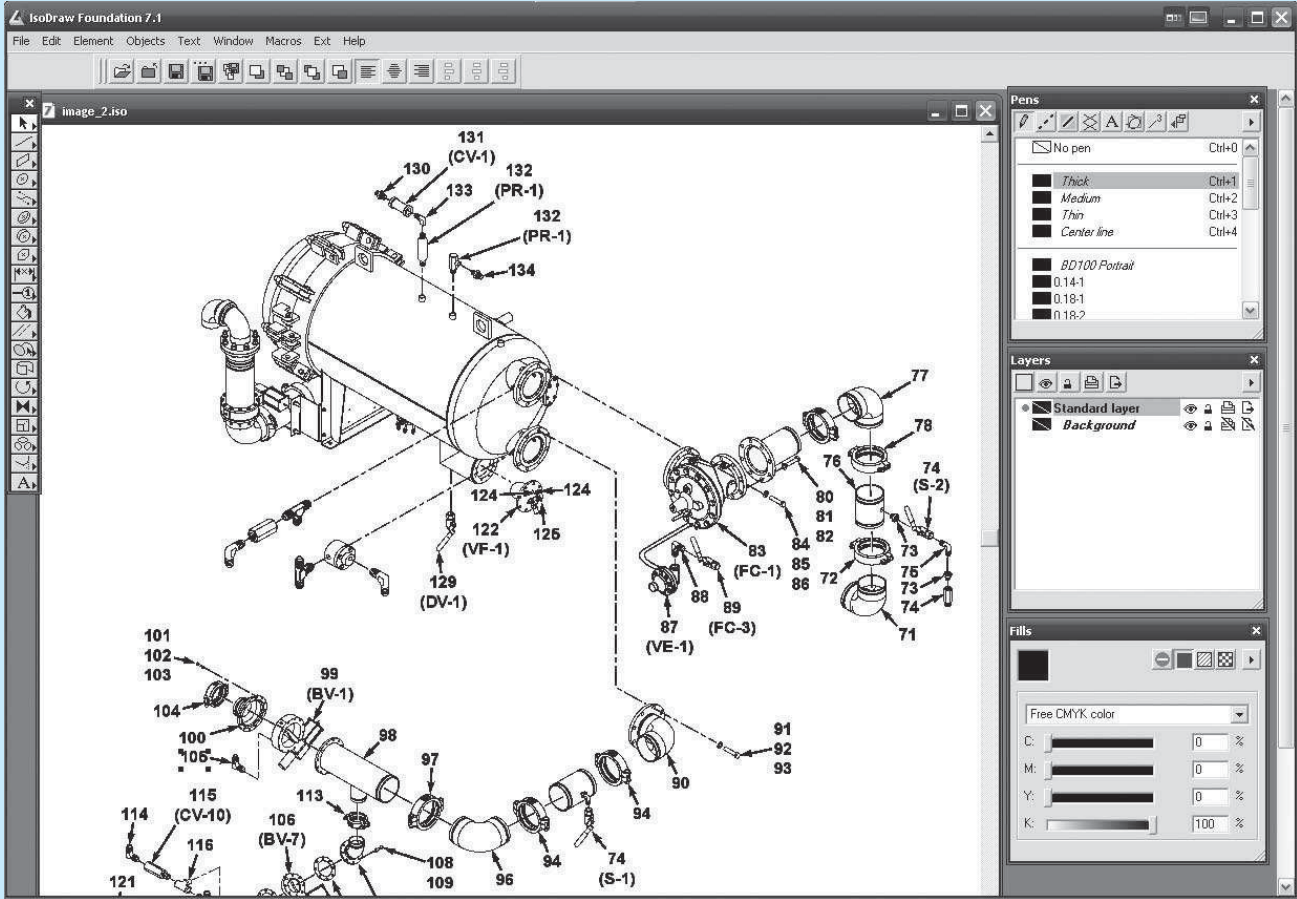 IsoDraw Foundation 7.1
File Edit Element Objects Text Window Macros Ext Help
image_2.iso
130
131
(CV-1)
132
(PR-1)
133
132
(PR-1)
134
77
78
76
74
(S-2)
73
75
73
74
72
71
80
81
82
84
85
86
83
(FC-1)
88
89
(FC-3)
87
(VE-1)
124
124
122
(VF-1)
125
129
(DV-1)
101
102
103
104
100
105
99
(BV-1)
98
97
113
115
(CV-10)
114
116
121
106
(BV-7)
108
109
96
94
74
(S-1)
94
90
91
92
93
Pens
No pen Ctrl+0
Thick Ctrl+1
Medium Ctrl+2
Thin Ctrl+3
Center line Ctrl+4
BD100 Portrait
0.14-1
0.18-1
0.18-2
Layers
Standard layer
Background
Fills
Free CMYK color
C: 0 %
M: 0 %
Y: 0 %
K: 100 %